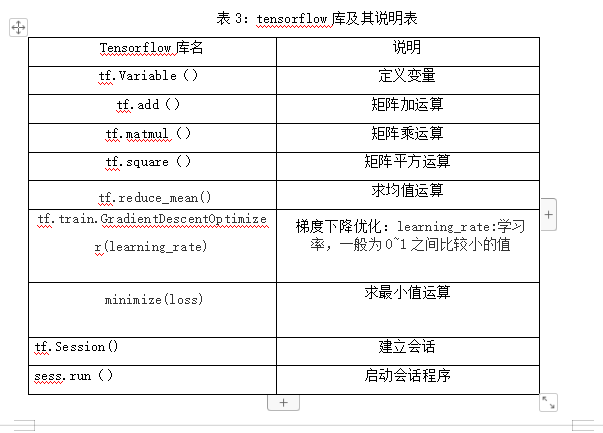 表 3：tensorflow 库及其说明表
Tensorflow 库名 说明
tf.Variable（） 定义变量
tf.add（） 矩阵加运算
tf.matmul（） 矩阵乘运算
tf.square（） 矩阵平方运算
tf.reduce_mean() 求均值运算
tf.train.GradientDescentOptimize
r(learning_rate)
梯度下降优化：learning_rate:学习
率，一般为 0~1 之间比较小的值
minimize(loss) 求最小值运算
tf.Session() 建立会话
sess.run（） 启动会话程序